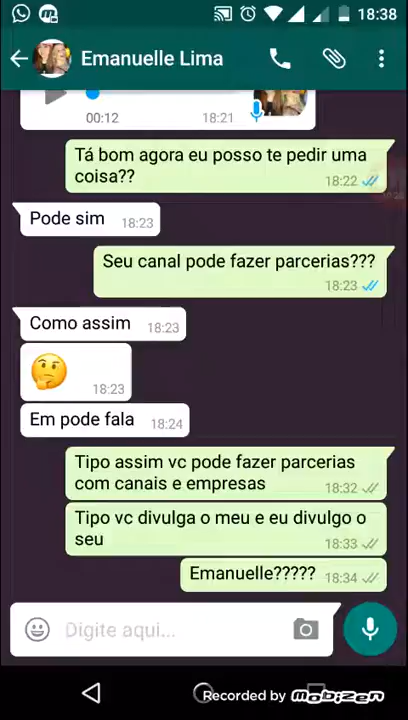 18:38
Emanuelle Lima
00:12 18:21
Tá bom agora eu posso te pedir uma
coisa??
18:22
Pode sim 18:23
Seu canal pode fazer parcerias???
18:23
Como assim 18:23
18:23
Em pode fala 18:24
Tipo assim vc pode fazer parcerias
com canais e empresas 18:32
Tipo vc divulga o meu e eu divulgo o
seu 18:33
Emanuelle????? 18:34
Digite aqui...
Recorded by MOBIZEN